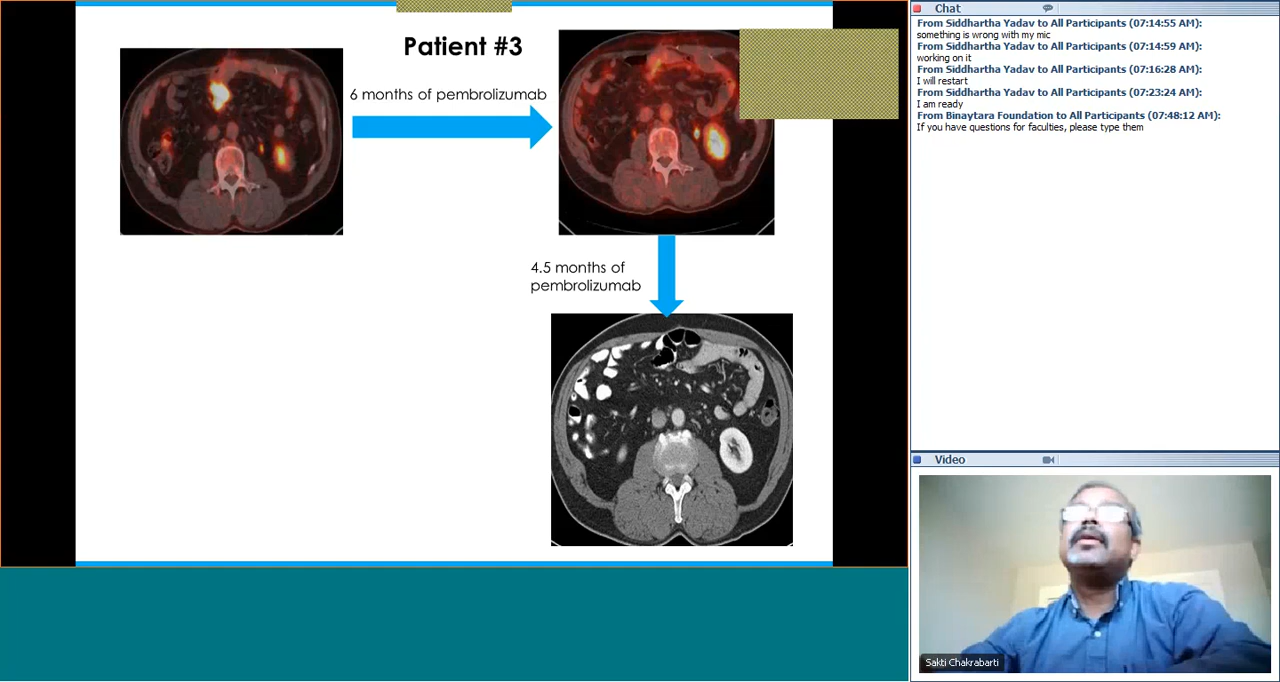 Patient #3
6 months of pembrolizumab
4.5 months of
pembrolizumab
Chat
From Siddhartha Yadav to All Participants (07:14:55 AM):
something is wrong with my mic
From Siddhartha Yadav to All Participants (07:14:59 AM):
working on it
From Siddhartha Yadav to All Participants (07:16:28 AM):
I will restart
From Siddhartha Yadav to All Participants (07:23:24 AM):
I am ready
From Binaytara Foundation to All Participants (07:48:12 AM):
If you have questions for faculties, please type them
Video
Sakti Chakrabarti